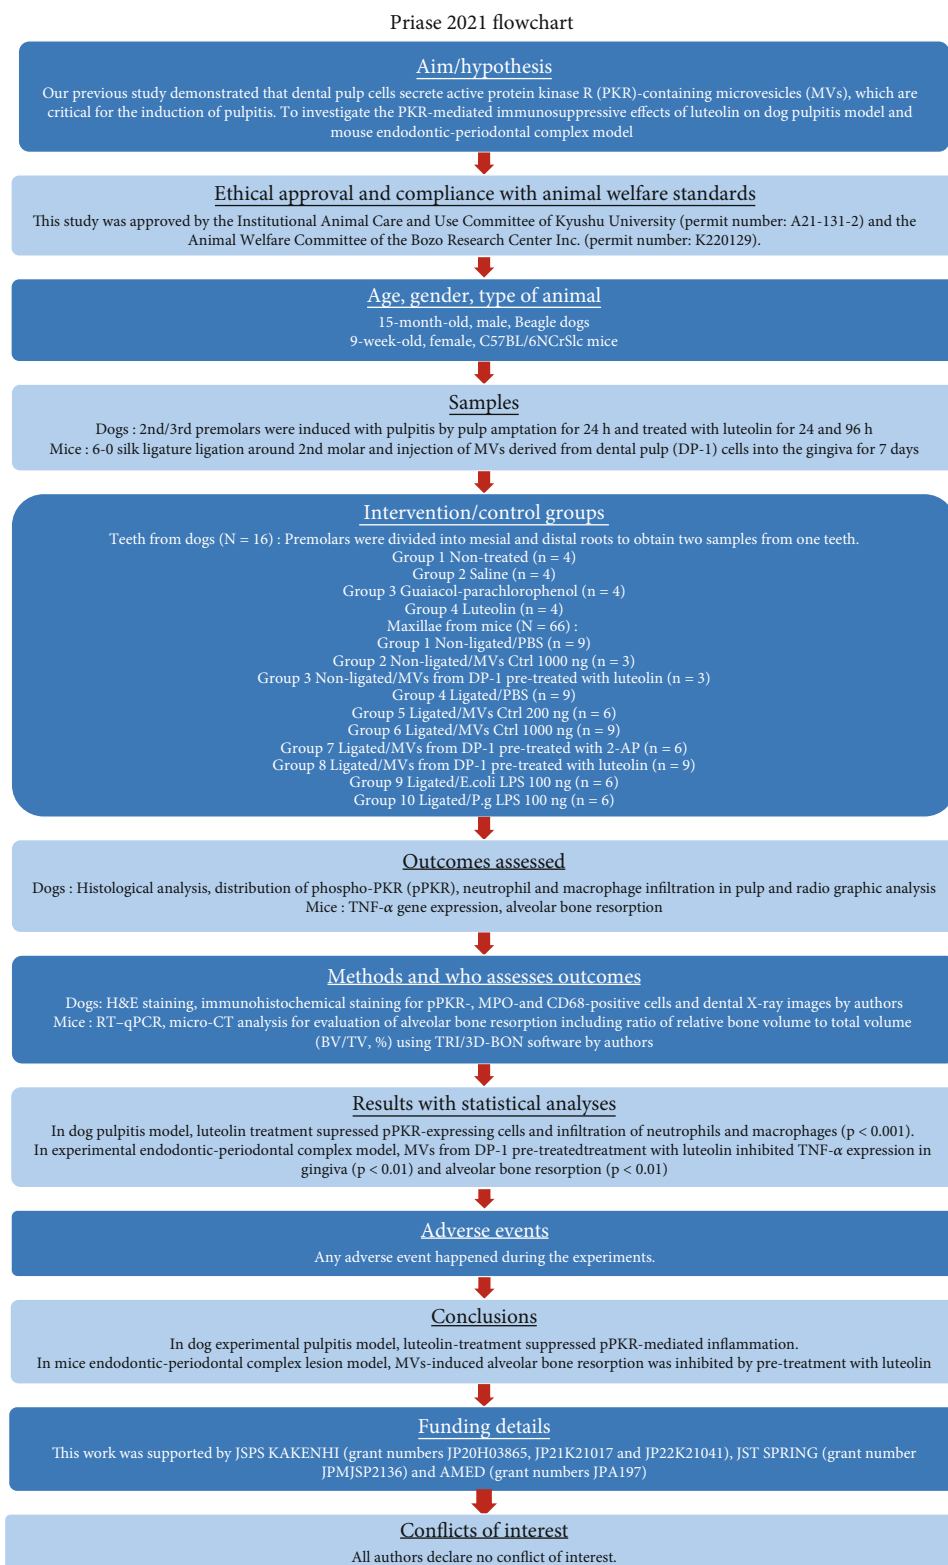 Priase 2021 flowchart
Aim/hypothesis
Our previous study demonstrated that dental pulp cells secrete active protein kinase R (PKR)-containing microvesicles (MVs), which are
critical for the induction of pulpitis. To investigate the PKR-mediated immunosuppressive effects of luteolin on dog pulpitis model and
mouse endodontic-periodontal complex model
Ethical approval and compliance with animal welfare standards
This study was approved by the Institutional Animal Care and Use Committee of Kyushu University (permit number: A21-131-2) and the
Animal Welfare Committee of the Bozo Research Center Inc. (permit number: K220129).
Age, gender, type of animal
15-month-old, male, Beagle dogs
9-week-old, female, C57BL/6NCrSlc mice
Samples
Dogs : 2nd/3rd premolars were induced with pulpitis by pulp amptation for 24 h and treated with luteolin for 24 and 96 h
Mice : 6-0 silk ligature ligation around 2nd molar and injection of MVs derived from dental pulp (DP-1) cells into the gingiva for 7 days
Intervention/control groups
Teeth from dogs (N = 16) : Premolars were divided into mesial and distal roots to obtain two samples from one teeth.
Group 1 Non-treated (n = 4)
Group 2 Saline (n = 4)
Group 3 Guaiacol-parachlorophenol (n = 4)
Group 4 Luteolin (n = 4)
Maxillae from mice (N = 66) :
Group 1 Non-ligated/PBS (n = 9)
Group 2 Non-ligated/MVs Ctrl 1000 ng (n = 3)
Group 3 Non-ligated/MVs from DP-1 pre-treated with luteolin (n = 3)
Group 4 Ligated/PBS (n = 9)
Group 5 Ligated/MVs Ctrl 200 ng (n = 6)
Group 6 Ligated/MVs Ctrl 1000 ng (n = 9)
Group 7 Ligated/MVs from DP-1 pre-treated with 2-AP (n = 6)
Group 8 Ligated/MVs from DP-1 pre-treated with luteolin (n = 9)
Group 9 Ligated/E.coli LPS 100 ng (n = 6)
Group 10 Ligated/P.g LPS 100 ng (n = 6)
Outcomes assessed
Dogs : Histological analysis, distribution of phospho-PKR (pPKR), neutrophil and macrophage infiltration in pulp and radio graphic analysis
Mice : TNF-α gene expression, alveolar bone resorption
Methods and who assesses outcomes
Dogs: H&E staining, immunohistochemical staining for pPKR-, MPO-and CD68-positive cells and dental X-ray images by authors
Mice : RT–qPCR, micro-CT analysis for evaluation of alveolar bone resorption including ratio of relative bone volume to total volume
(BV/TV, %) using TRI/3D-BON software by authors
Results with statistical analyses
In dog pulpitis model, luteolin treatment supressed pPKR-expressing cells and infiltration of neutrophils and macrophages (p < 0.001).
In experimental endodontic-periodontal complex model, MVs from DP-1 pre-treatedtreatment with luteolin inhibited TNF-α expression in
gingiva (p < 0.01) and alveolar bone resorption (p < 0.01)
Adverse events
Any adverse event happened during the experiments.
Conclusions
In dog experimental pulpitis model, luteolin-treatment suppressed pPKR-mediated inflammation.
In mice endodontic-periodontal complex lesion model, MVs-induced alveolar bone resorption was inhibited by pre-treatment with luteolin
Funding details
This work was supported by JSPS KAKENHI (grant numbers JP20H03865, JP21K21017 and JP22K21041), JST SPRING (grant number
JPMJSP2136) and AMED (grant numbers JPA197)
Conflicts of interest
All authors declare no conflict of interest.